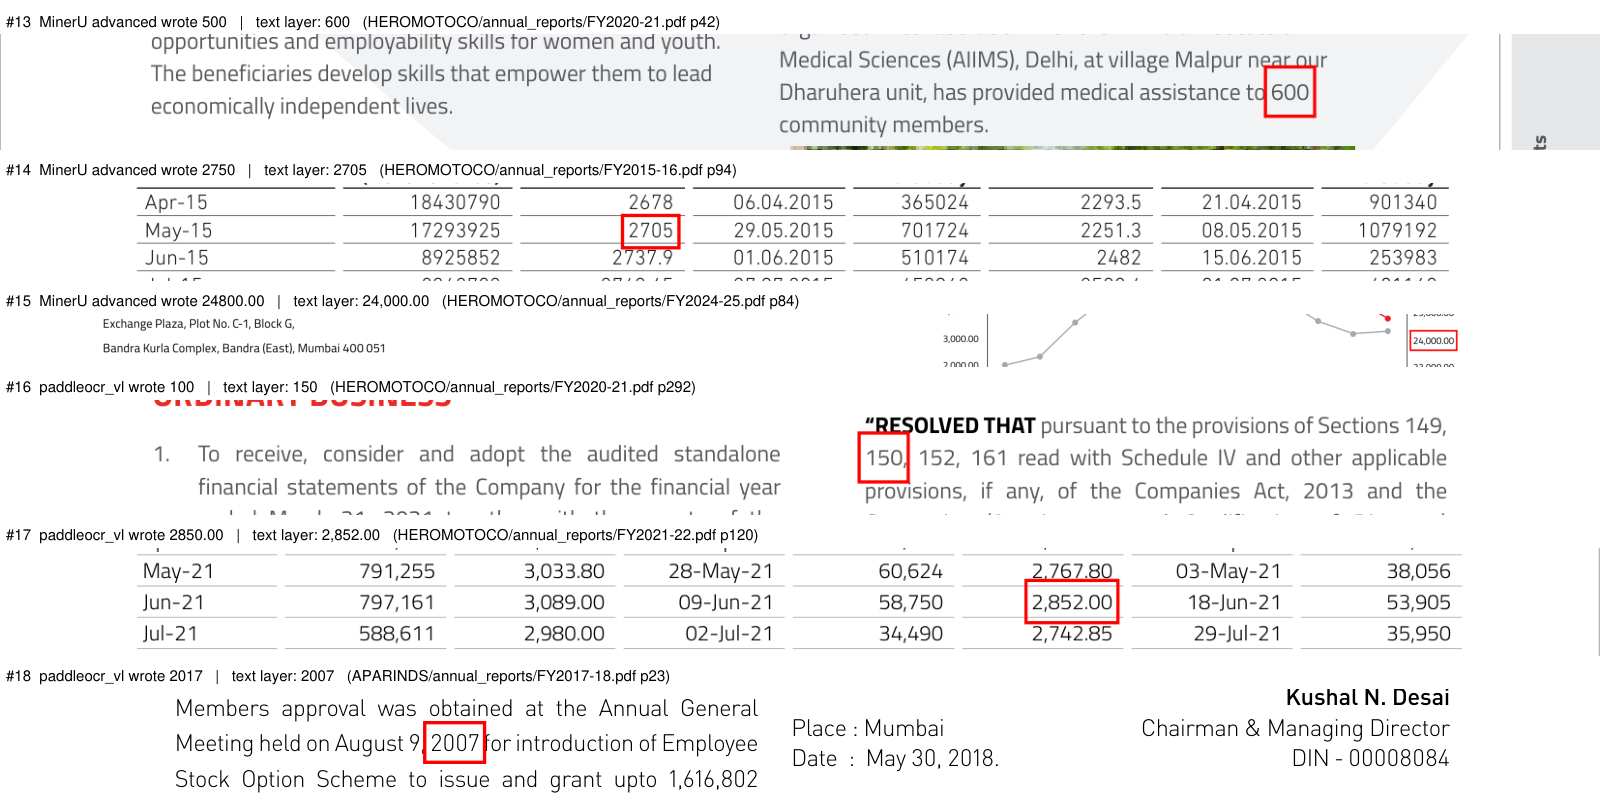 #13 MinerU advanced wrote 500 | text layer: 600 (HEROMOTOCO/annual_reports/FY2020-21.pdf p42)
opportunities and employability skills for women and youth.
The beneficiaries develop skills that empower them to lead
economically independent lives.
Medical Sciences (AIIMS), Delhi, at village Malpur near our
Dharuhera unit, has provided medical assistance to 600
community members.
ts
#14 MinerU advanced wrote 2750 | text layer: 2705 (HEROMOTOCO/annual_reports/FY2015-16.pdf p94)
Apr-15 18430790 2678 06.04.2015 365024 2293.5 21.04.2015 901340
May-15 17293925 2705 29.05.2015 701724 2251.3 08.05.2015 1079192
Jun-15 8925852 2737.9 01.06.2015 510174 2482 15.06.2015 253983
#15 MinerU advanced wrote 24800.00 | text layer: 24,000.00 (HEROMOTOCO/annual_reports/FY2024-25.pdf p84)
Exchange Plaza, Plot No. C-1, Block G,
Bandra Kurla Complex, Bandra (East), Mumbai 400 051
3,000.00
2,000.00
24,000.00
#16 paddleocr_vl wrote 100 | text layer: 150 (HEROMOTOCO/annual_reports/FY2020-21.pdf p292)
ORDINARY BUSINESS
1. To receive, consider and adopt the audited standalone
financial statements of the Company for the financial year
“RESOLVED THAT pursuant to the provisions of Sections 149,
150, 152, 161 read with Schedule IV and other applicable
provisions, if any, of the Companies Act, 2013 and the
#17 paddleocr_vl wrote 2850.00 | text layer: 2,852.00 (HEROMOTOCO/annual_reports/FY2021-22.pdf p120)
May-21 791,255 3,033.80 28-May-21 60,624 2,767.80 03-May-21 38,056
Jun-21 797,161 3,089.00 09-Jun-21 58,750 2,852.00 18-Jun-21 53,905
Jul-21 588,611 2,980.00 02-Jul-21 34,490 2,742.85 29-Jul-21 35,950
#18 paddleocr_vl wrote 2017 | text layer: 2007 (APARINDS/annual_reports/FY2017-18.pdf p23)
Members approval was obtained at the Annual General
Meeting held on August 9, 2007 for introduction of Employee
Stock Option Scheme to issue and grant upto 1,616,802
Kushal N. Desai
Place : Mumbai Chairman & Managing Director
Date : May 30, 2018. DIN - 00008084